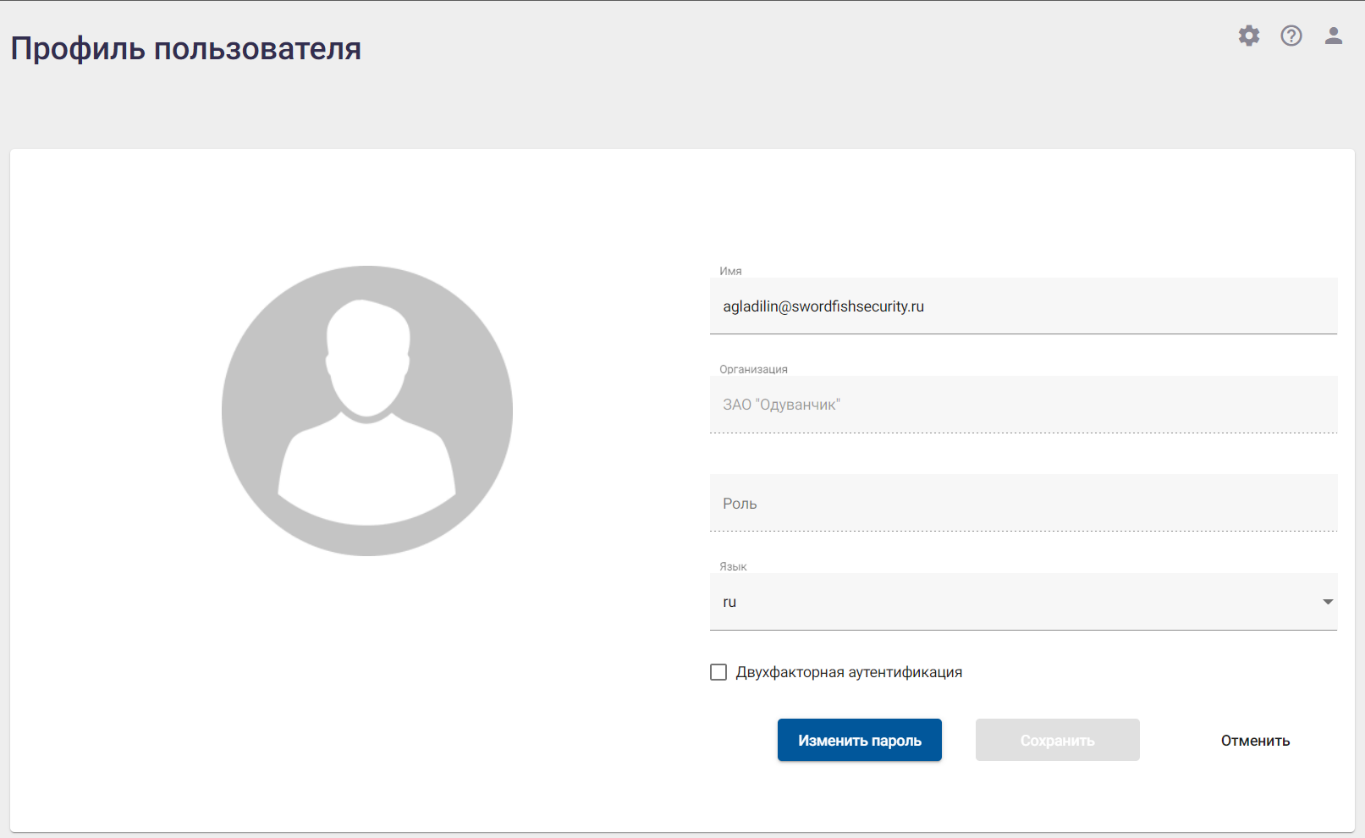 Профиль пользователя
Имя
agladilin@swordfishsecurity.ru
Организация
ЗАО "Одуванчик"
Роль
Язык
ru
Двухфакторная аутентификация
Изменить пароль
Сохранить
Отменить